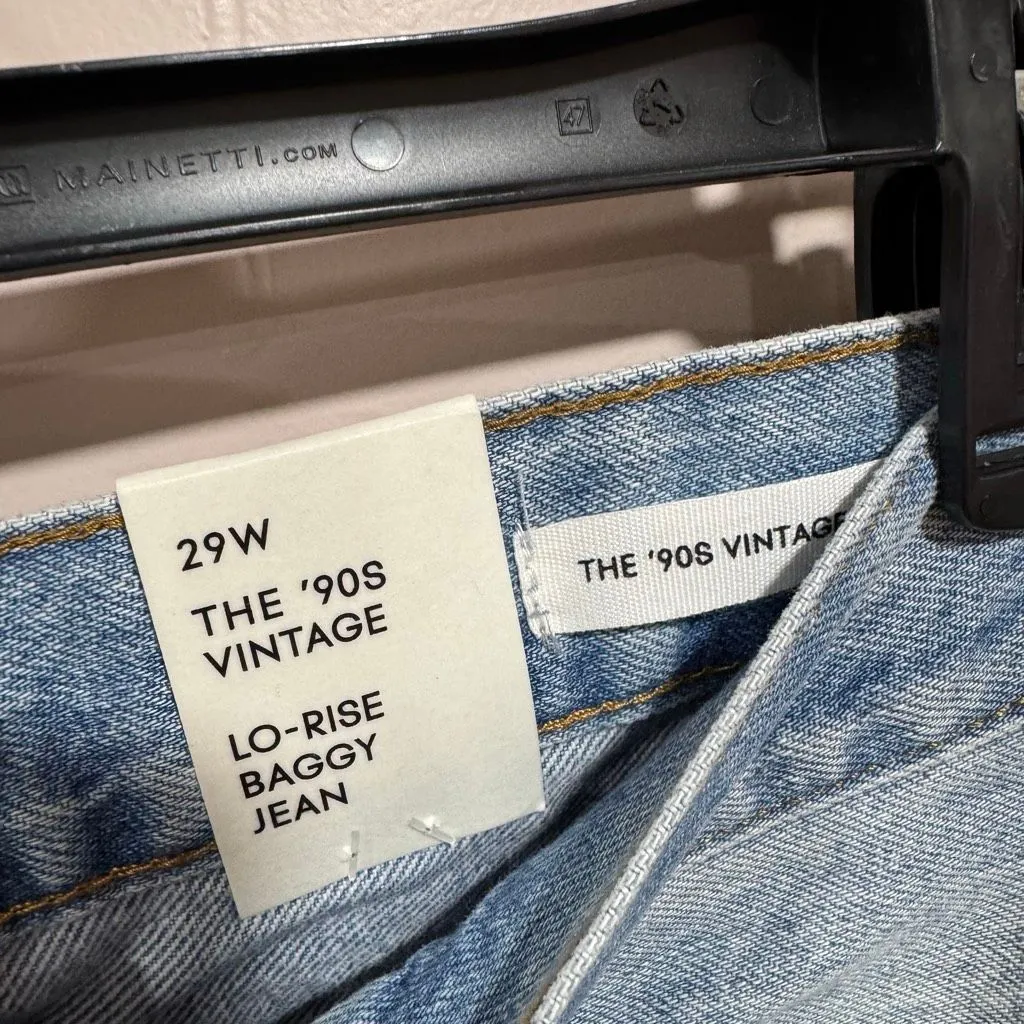 MAINETTI.COM
47
29W
THE '90S
VINTAGE
LO-RISE
BAGGY
JEAN
THE '90S VINTAGE